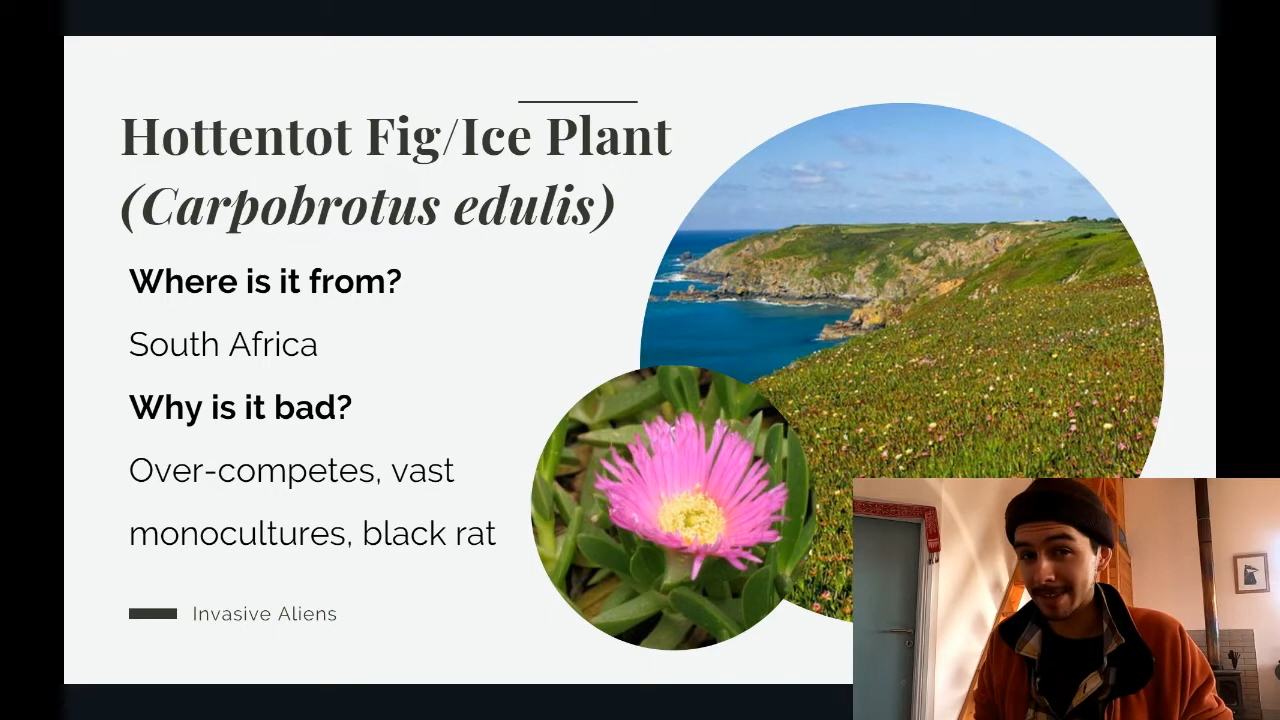 Hottentot Fig/Ice Plant
(Carpobrotus edulis)
Where is it from?
South Africa
Why is it bad?
Over-competes, vast
monocultures, black rat
Invasive Aliens